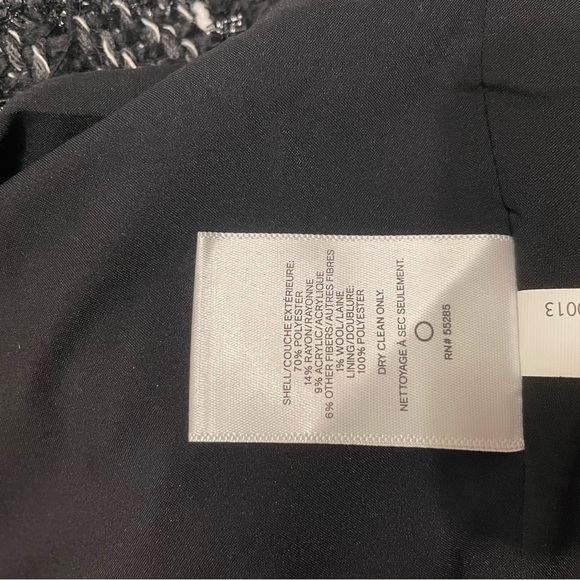 SHELL/COUCHE EXTÉRIEURE.
70% POLYESTER
14% RAYON/RAYONNE
9% ACRYLIC/ACRYLIQUE.
6% OTHER FIBERS/AUTRES FIBRES
1% WOOL/LAINE
LINING/DOUBLURE:
100% POLYESTER
DRY CLEAN ONLY.
NETTOYAGE À SEC SEULEMENT.
RN# 55285
0013